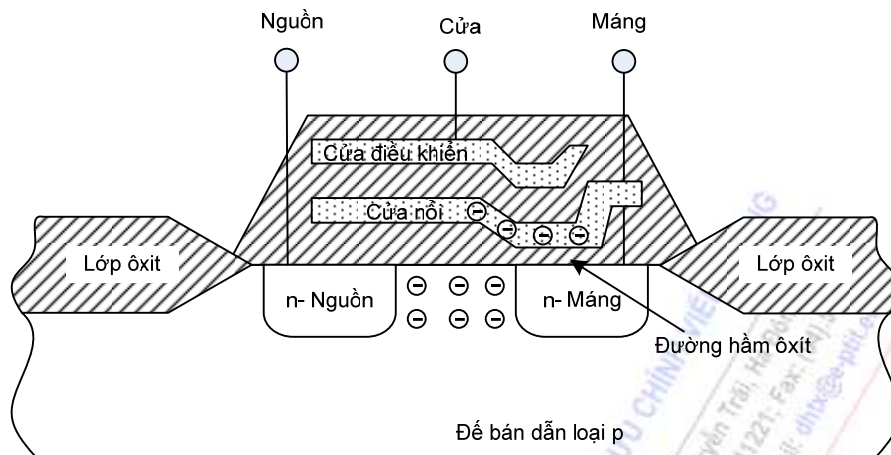 Nguồn
Cửa
Máng
Cửa điều khiển
Cửa nổi
Lớp ôxit
Lớp ôxit
n- Nguồn
n- Máng
Đường hầm ôxít
Đế bán dẫn loại p